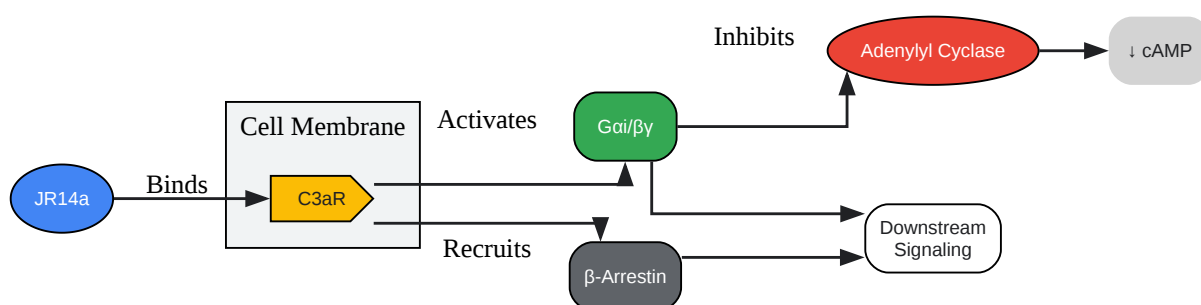 JR14a
Binds
Cell Membrane
C3aR
Activates
Recruits
Gαi/βγ
β-Arrestin
Inhibits
Adenylyl Cyclase
↓ cAMP
Downstream
Signaling